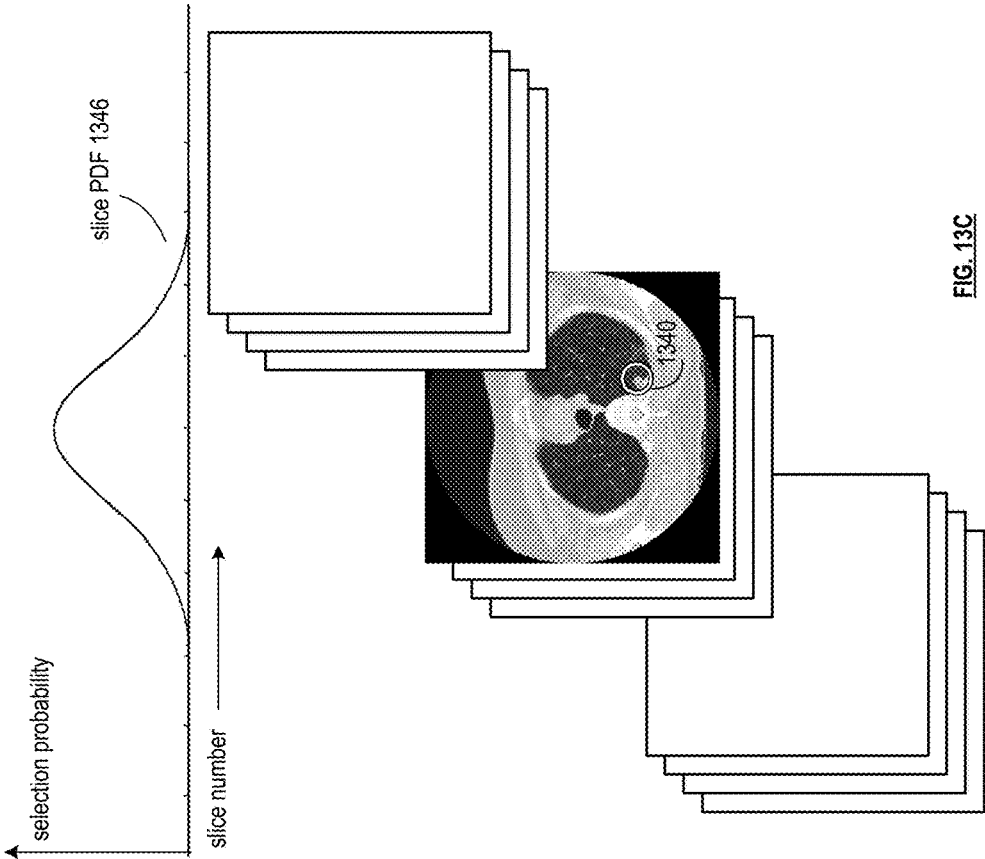 selection probability
slice PDF 1346
slice number
1340
FIG. 13C